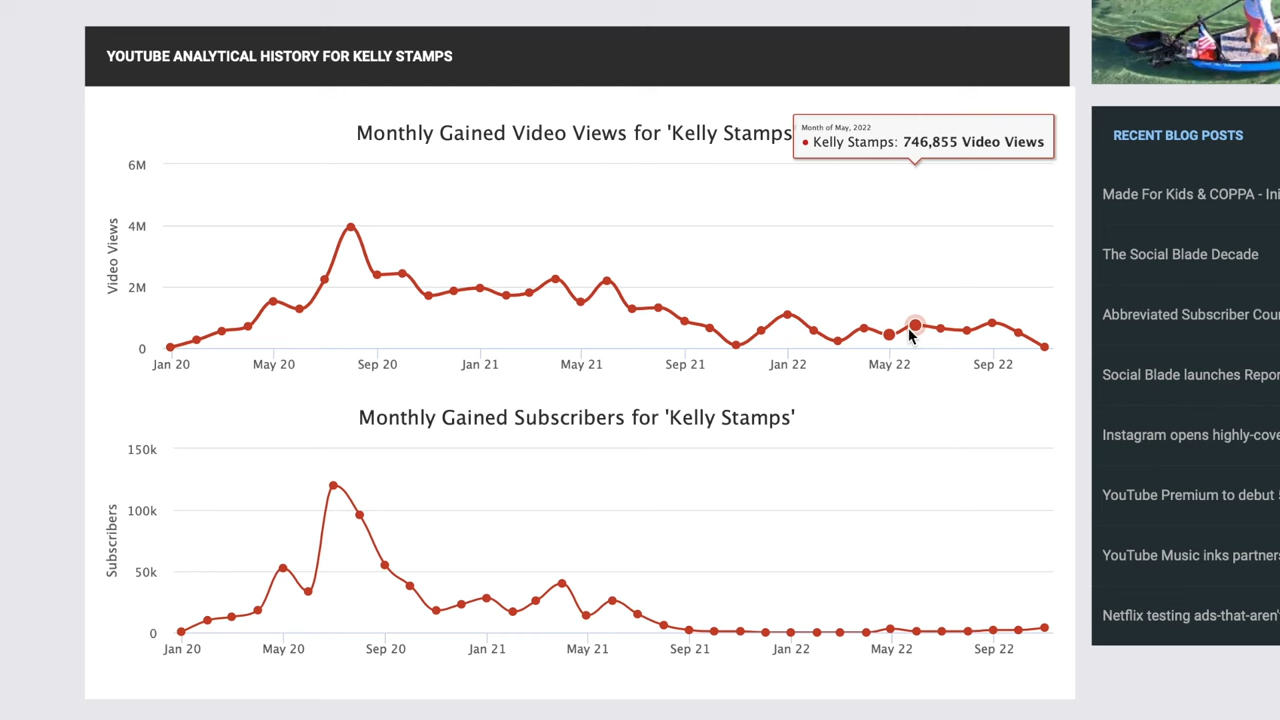 YOUTUBE ANALYTICAL HISTORY FOR KELLY STAMPS
Monthly Gained Video Views for 'Kelly Stamps
Month of May, 2022
Kelly Stamps: 746,855 Video Views
6M
4M
2M
0
Video Views
Jan 20
May 20
Sep 20
Jan 21
May 21
Sep 21
Jan 22
May 22
Sep 22
Monthly Gained Subscribers for 'Kelly Stamps'
150k
100k
50k
0
Subscribers
Jan 20
May 20
Sep 20
Jan 21
May 21
Sep 21
Jan 22
May 22
Sep 22
RECENT BLOG POSTS
Made For Kids & COPPA - Ini
The Social Blade Decade
Abbreviated Subscriber Cou
Social Blade launches Repor
Instagram opens highly-cove
YouTube Premium to debut
YouTube Music inks partners
Netflix testing ads-that-aren'